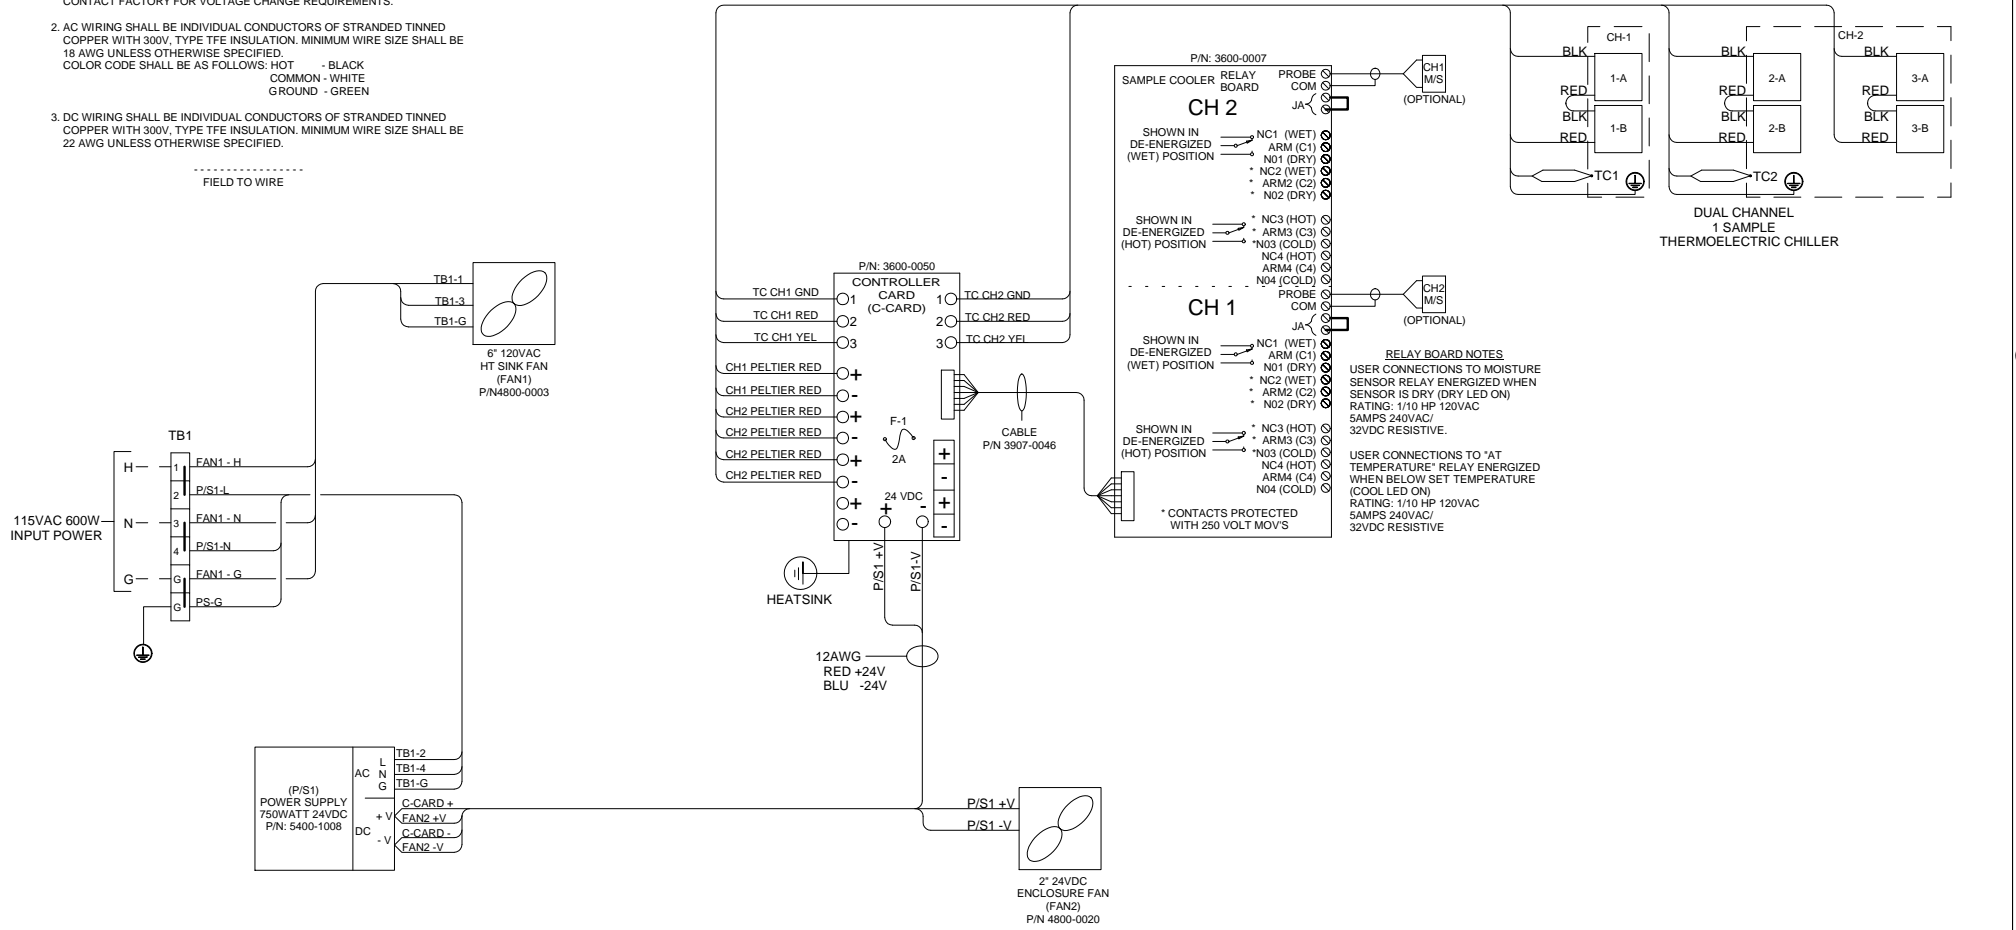 CONTACT FACTORY FOR VOLTAGE CHANGE REQUIREMENTS.
2. AC WIRING SHALL BE INDIVIDUAL CONDUCTORS OF STRANDED TINNED
COPPER WITH 300V, TYPE TFE INSULATION. MINIMUM WIRE SIZE SHALL BE
18 AWG UNLESS OTHERWISE SPECIFIED.
COLOR CODE SHALL BE AS FOLLOWS: HOT - BLACK
COMMON - WHITE
GROUND - GREEN
3. DC WIRING SHALL BE INDIVIDUAL CONDUCTORS OF STRANDED TINNED
COPPER WITH 300V, TYPE TFE INSULATION. MINIMUM WIRE SIZE SHALL BE
22 AWG UNLESS OTHERWISE SPECIFIED.
FIELD TO WIRE
TB1-1
TB1-3
TB1-G
6" 120VAC
HT SINK FAN
(FAN1)
P/N4800-0003
TB1
115VAC 600W
INPUT POWER
H
N
G
1
2
3
4
G
G
FAN1 - H
P/S1-L
FAN1 - N
P/S1-N
FAN1 - G
PS-G
(P/S1)
POWER SUPPLY
750WATT 24VDC
P/N: 5400-1008
AC
L
N
G
DC
+ V
- V
TB1-2
TB1-4
TB1-G
C-CARD +
FAN2 +V
C-CARD -
FAN2 -V
P/N: 3600-0050
CONTROLLER
CARD
(C-CARD)
TC CH1 GND
TC CH1 RED
TC CH1 YEL
CH1 PELTIER RED
CH1 PELTIER RED
CH2 PELTIER RED
CH2 PELTIER RED
CH2 PELTIER RED
CH2 PELTIER RED
1
2
3
+
-
+
-
+
-
+
-
1
2
3
TC CH2 GND
TC CH2 RED
TC CH2 YEL
F-1
2A
+
-
+
-
24 VDC
+
-
P/S1 +V
P/S1-V
HEATSINK
12AWG
RED +24V
BLU -24V
CABLE
P/N 3907-0046
P/S1 +V
P/S1 -V
2" 24VDC
ENCLOSURE FAN
(FAN2)
P/N 4800-0020
P/N: 3600-0007
SAMPLE COOLER RELAY
BOARD
CH 2
PROBE
COM
JA
SHOWN IN
DE-ENERGIZED
(WET) POSITION
NC1 (WET)
ARM (C1)
N01 (DRY)
* NC2 (WET)
* ARM2 (C2)
* N02 (DRY)
SHOWN IN
DE-ENERGIZED
(HOT) POSITION
* NC3 (HOT)
* ARM3 (C3)
*N03 (COLD)
NC4 (HOT)
ARM4 (C4)
N04 (COLD)
CH 1
PROBE
COM
JA
SHOWN IN
DE-ENERGIZED
(WET) POSITION
NC1 (WET)
ARM (C1)
N01 (DRY)
* NC2 (WET)
* ARM2 (C2)
* N02 (DRY)
SHOWN IN
DE-ENERGIZED
(HOT) POSITION
* NC3 (HOT)
* ARM3 (C3)
*N03 (COLD)
NC4 (HOT)
ARM4 (C4)
N04 (COLD)
* CONTACTS PROTECTED
WITH 250 VOLT MOV'S
CH1
M/S
(OPTIONAL)
CH2
M/S
(OPTIONAL)
RELAY BOARD NOTES
USER CONNECTIONS TO MOISTURE
SENSOR RELAY ENERGIZED WHEN
SENSOR IS DRY (DRY LED ON)
RATING: 1/10 HP 120VAC
5AMPS 240VAC/
32VDC RESISTIVE.
USER CONNECTIONS TO "AT
TEMPERATURE" RELAY ENERGIZED
WHEN BELOW SET TEMPERATURE
(COOL LED ON)
RATING: 1/10 HP 120VAC
5AMPS 240VAC/
32VDC RESISTIVE
CH-1
BLK
RED
BLK
RED
1-A
1-B
TC1
CH-2
BLK
RED
BLK
RED
2-A
2-B
TC2
BLK
RED
BLK
RED
3-A
3-B
DUAL CHANNEL
1 SAMPLE
THERMOELECTRIC CHILLER